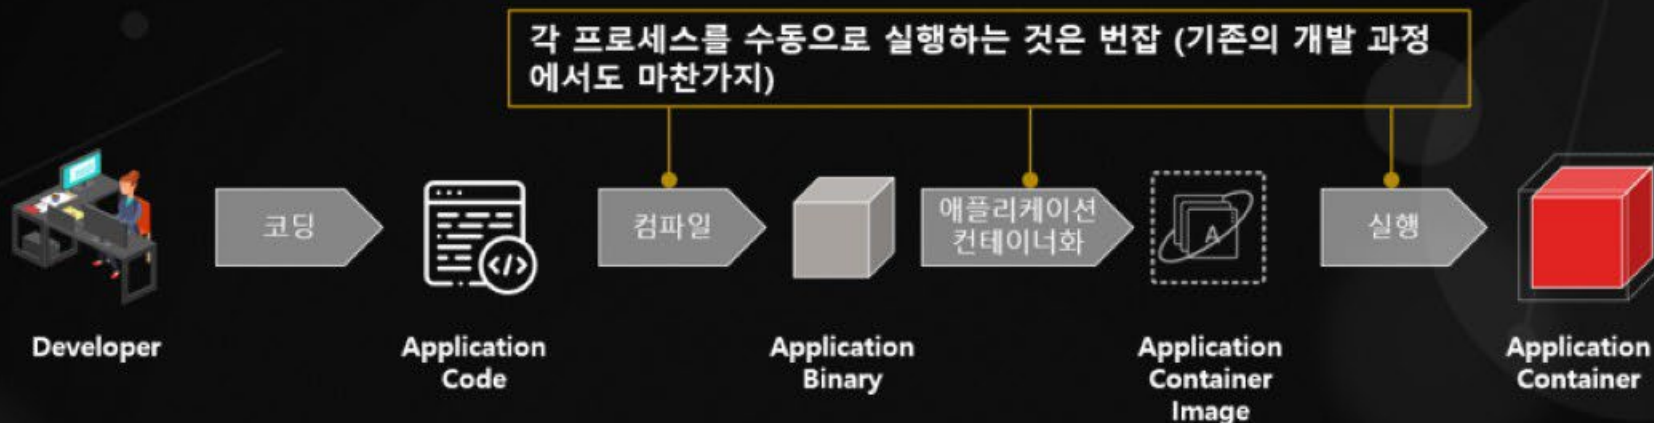 각 프로세스를 수동으로 실행하는 것은 번잡 (기존의 개발 과정
에서도 마찬가지)
코딩
컴파일
애플리케이션
컨테이너화
실행
A
Developer
Application
Code
Application
Binary
Application
Container
Image
Application
Container